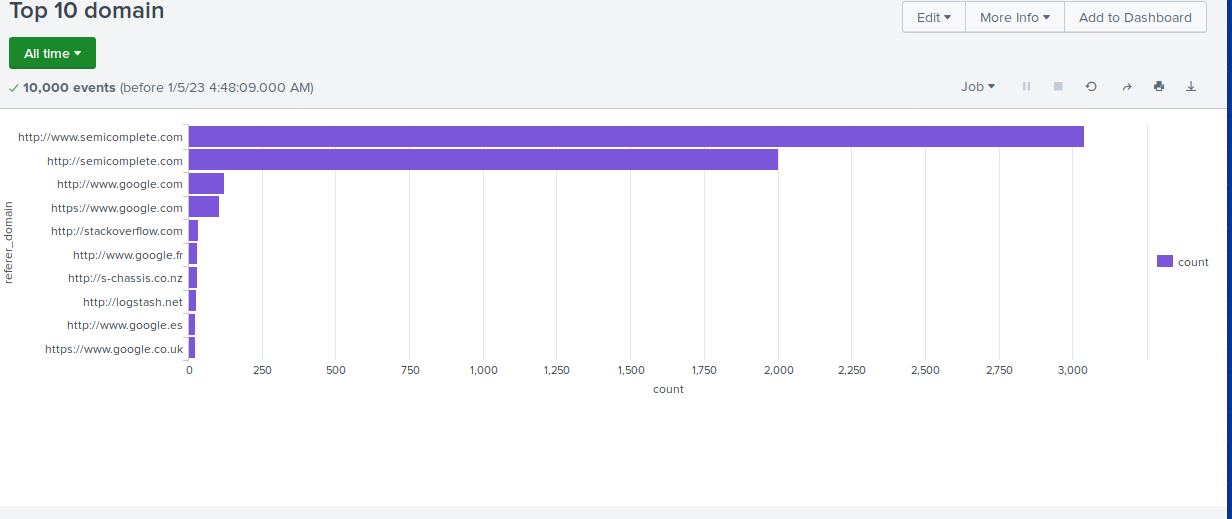 Top 10 domain
Edit More Info Add to Dashboard
All time
10,000 events (before 1/5/23 4:48:09.000 AM)
Job
referer_domain
http://www.semicomplete.com
http://semicomplete.com
http://www.google.com
https://www.google.com
http://stackoverflow.com
http://www.google.fr
http://s-chassis.co.nz
http://logstash.net
http://www.google.es
https://www.google.co.uk
count
0 250 500 750 1,000 1,250 1,500 1,750 2,000 2,250 2,500 2,750 3,000
count